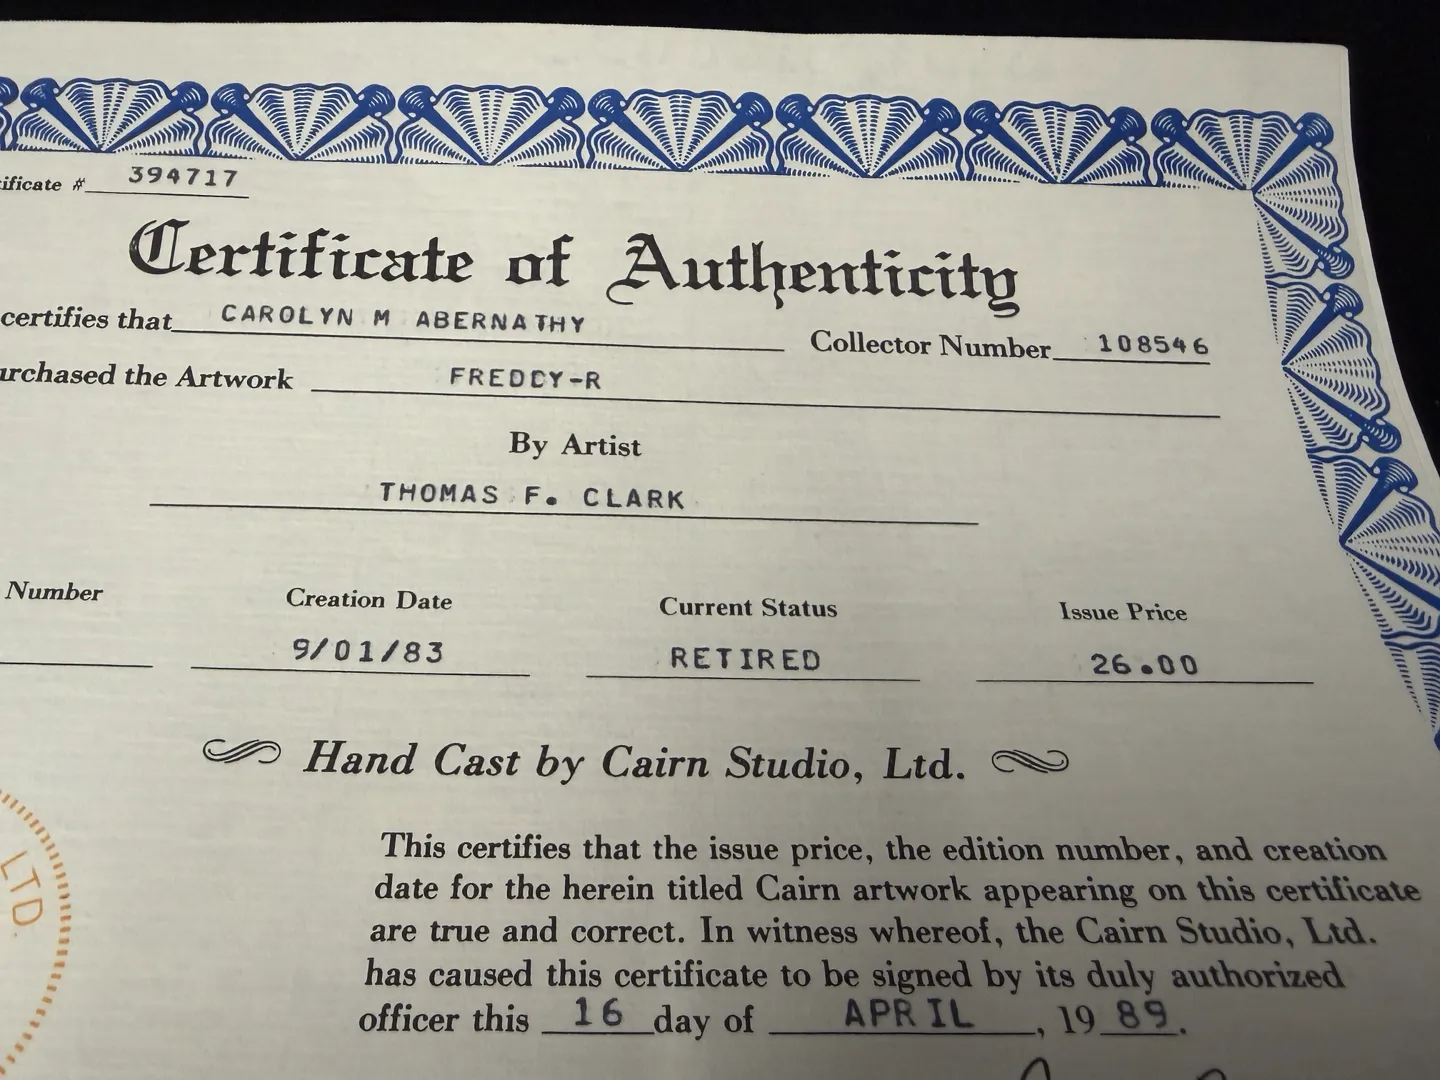 ificate # 394717
Certificate of Authenticity
certifies that CAROLYN M ABERNATHY
Collector Number 108546
urchased the Artwork FREDDY-R
By Artist
THOMAS F. CLARK
Number Creation Date Current Status Issue Price
9/01/83 RETIRED 26.00
Hand Cast by Cairn Studio, Ltd.
This certifies that the issue price, the edition number, and creation
date for the herein titled Cairn artwork appearing on this certificate
are true and correct. In witness whereof, the Cairn Studio, Ltd.
has caused this certificate to be signed by its duly authorized
officer this 16 day of APRIL, 19 89.
LTD.